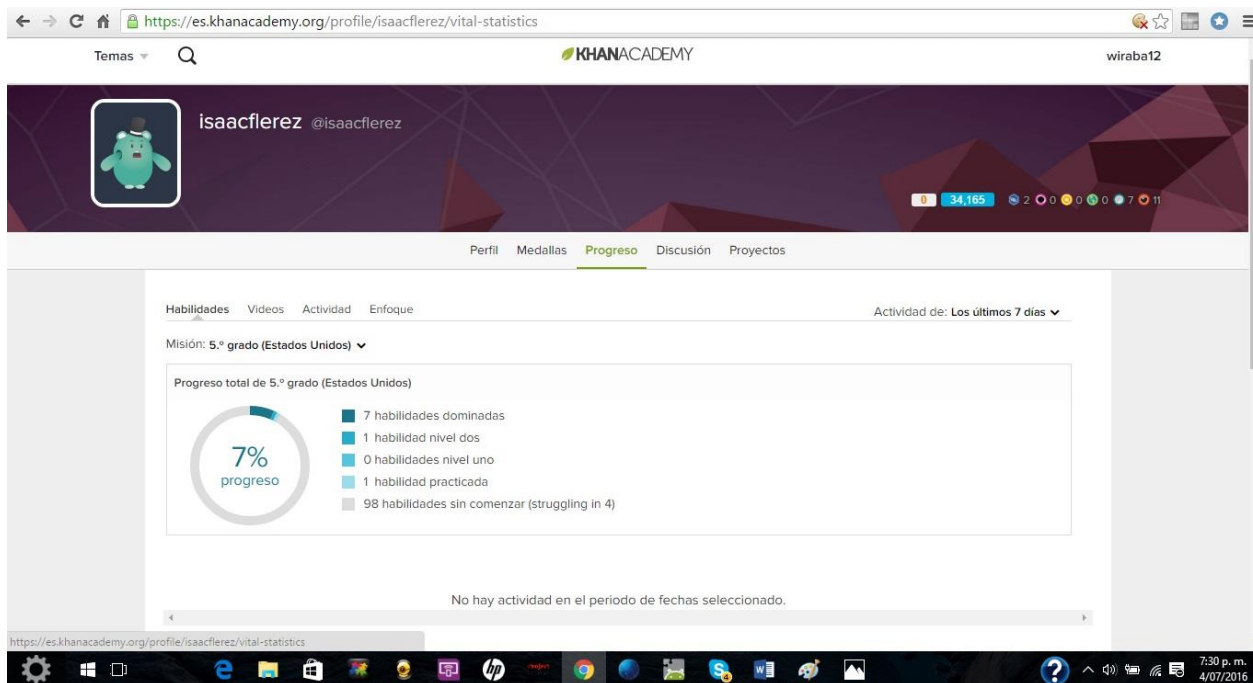 https://es.khanacademy.org/profile/isaacflerez/vital-statistics
Temas KHANACADEMY wiraba12
isaacflerez @isaacflerez
0 34,165 2 0 0 0 7 11
Perfil Medallas Progreso Discusión Proyectos
Habilidades Videos Actividad Enfoque Actividad de: Los últimos 7 días
Misión: 5.º grado (Estados Unidos)
Progreso total de 5.º grado (Estados Unidos)
7% progreso
7 habilidades dominadas
1 habilidad nivel dos
0 habilidades nivel uno
1 habilidad practicada
98 habilidades sin comenzar (struggling in 4)
No hay actividad en el periodo de fechas seleccionado.
https://es.khanacademy.org/profile/isaacflerez/vital-statistics
hp
7:30 p. m.
4/07/2016